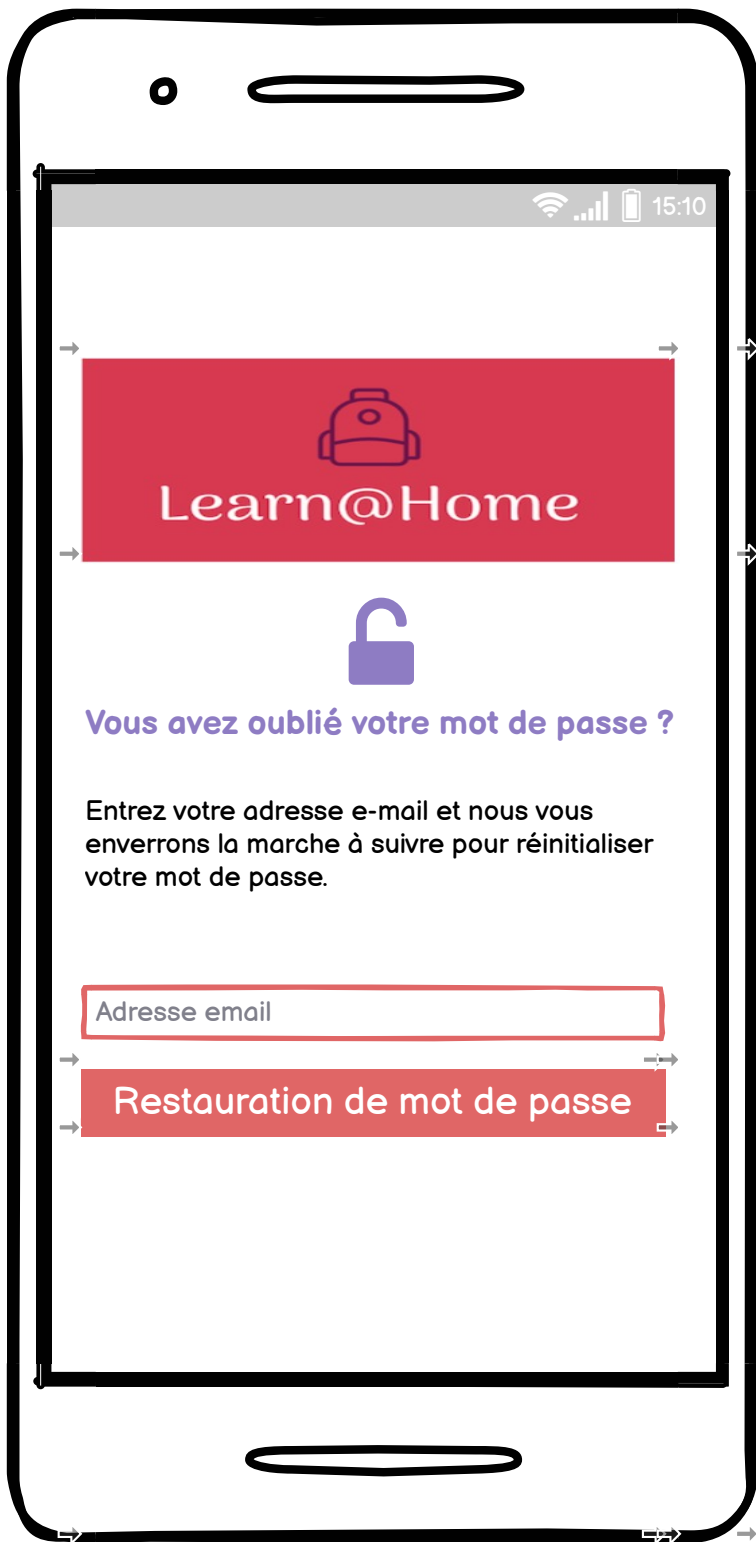 15:10
Learn@Home
Vous avez oublié votre mot de passe ?
Entrez votre adresse e-mail et nous vous
enverrons la marche à suivre pour réinitialiser
votre mot de passe.
Adresse email
Restauration de mot de passe